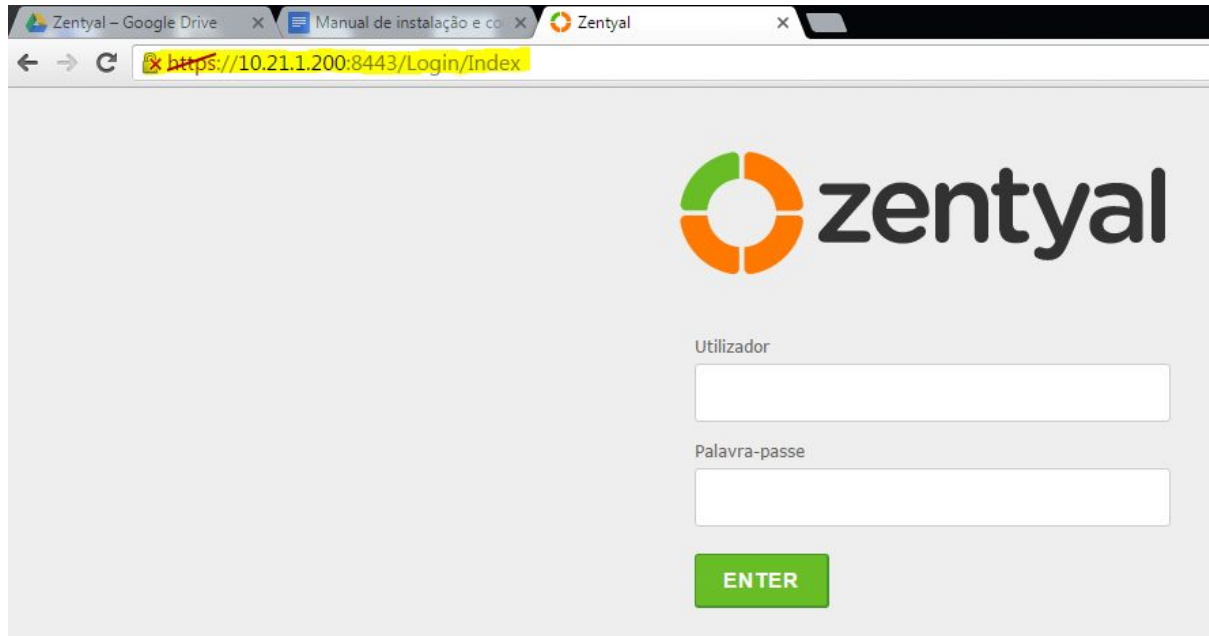 Zentyal – Google Drive
Manual de instalação e co
Zentyal
https://10.21.1.200:8443/Login/Index
zentyal
Utilizador
Palavra-passe
ENTER